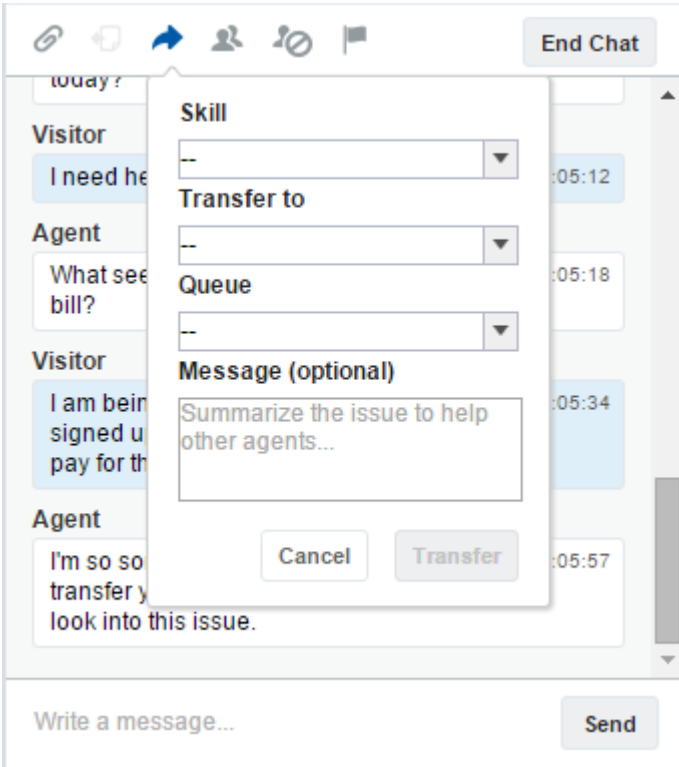 End Chat
today?
Visitor
I need he
:05:12
Agent
What see
bill?
:05:18
Visitor
I am bein
signed u
pay for th
:05:34
Agent
I'm so so
transfer y
look into this issue.
:05:57
Skill
--
Transfer to
--
Queue
--
Message (optional)
Summarize the issue to help
other agents...
Cancel
Transfer
Write a message...
Send